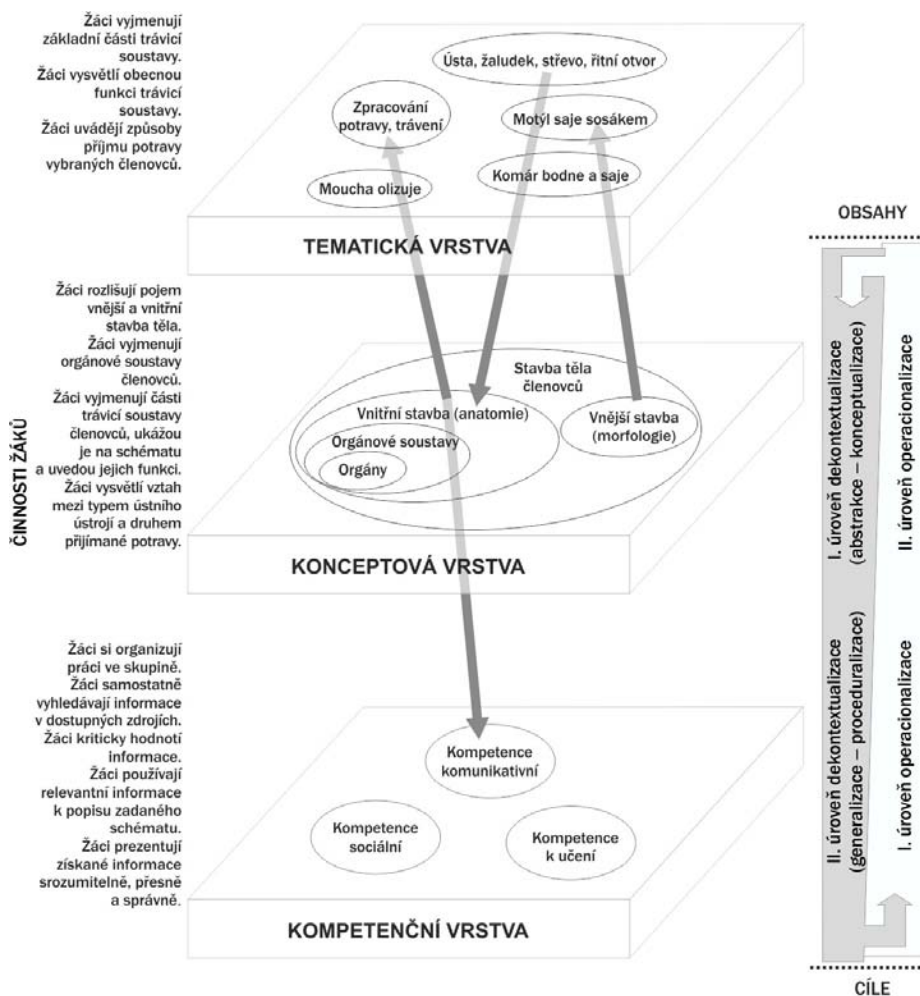 Žáci vyjmenují
základní části trávicí
soustavy.
Žáci vysvětlí obecnou
funkci trávicí
soustavy.
Žáci uvádějí způsoby
příjmu potravy
vybraných členovců.
Ústa, žaludek, střevo, řitní otvor
Zpracování
potravy, trávení
Motýl saje sosákem
Komár bodne a saje
Moucha olizuje
TEMATICKÁ VRSTVA
Žáci rozlišují pojem
vnější a vnitřní
stavba těla.
Žáci vyjmenují
orgánové soustavy
členovců.
Žáci vyjmenují části
trávicí soustavy
členovců, ukážou
je na schématu
a uvedou jejich funkci.
Žáci vysvětlí vztah
mezi typem ústního
ústrojí a druhem
přijímané potravy.
Stavba těla
členovců
Vnitřní stavba (anatomie)
Orgánové soustavy
Orgány
Vnější stavba
(morfologie)
KONCEPTOVÁ VRSTVA
ČINNOSTI ŽÁKŮ
Žáci si organizují
práci ve skupině.
Žáci samostatně
vyhledávají informace
v dostupných zdrojích.
Žáci kriticky hodnotí
informace.
Žáci používají
relevantní informace
k popisu zadaného
schématu.
Žáci prezentují
získané informace
srozumitelně, přesně
a správně.
Kompetence
komunikativní
Kompetence
sociální
Kompetence
k učení
KOMPETENČNÍ VRSTVA
OBSAHY
I. úroveň dekontextualizace
(abstrakce – konceptualizace)
II. úroveň operacionalizace
II. úroveň dekontextualizace
(generalizace – proceduralizace)
I. úroveň operacionalizace
CÍLE